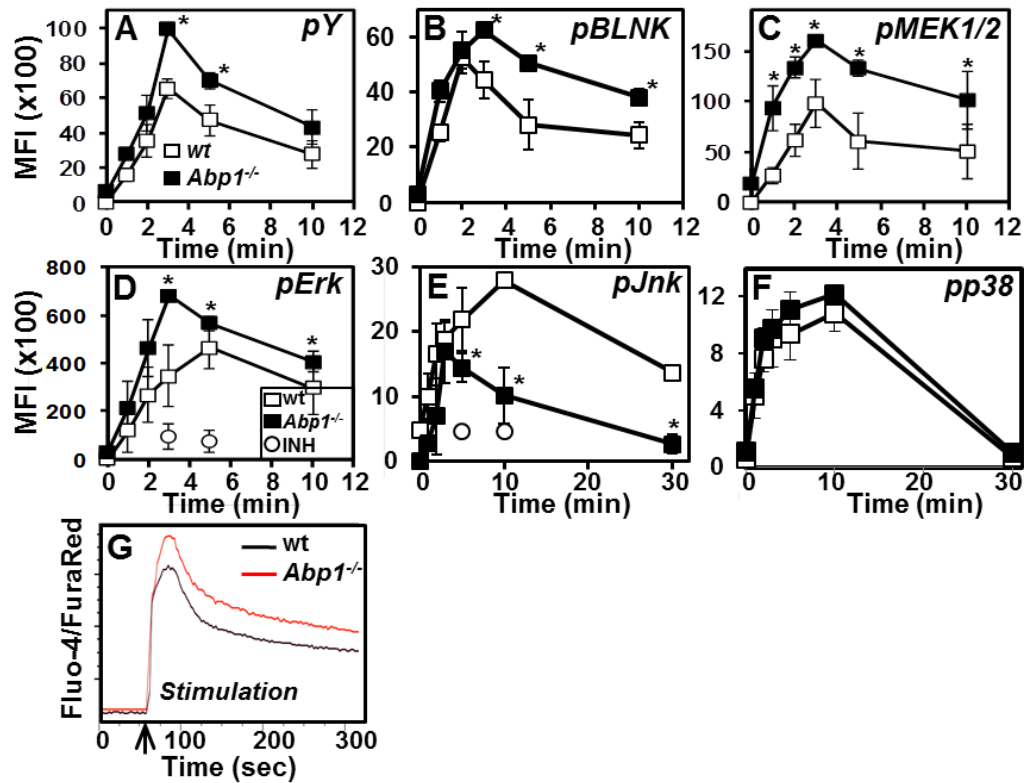 A pY
MFI (x100)
120
100
80
60
40
20
0
*
*
wt
Abp1-/-
0 2 4 6 8 10 12
Time (min)
B pBLNK
60
40
20
0
*
*
*
0 2 4 6 8 10 12
Time (min)
C pMEK1/2
150
100
50
0
*
*
*
*
*
0 2 4 6 8 10 12
Time (min)
D pErk
MFI (x100)
800
600
400
200
0
*
*
*
wt
Abp1-/-
INH
0 2 4 6 8 10 12
Time (min)
E pJnk
30
20
10
0
*
*
*
0 10 20 30
Time (min)
F pp38
12
8
4
0
0 10 20 30
Time (min)
G
Fluo-4/FuraRed
wt
Abp1-/-
Stimulation
0 100 200 300
Time (sec)